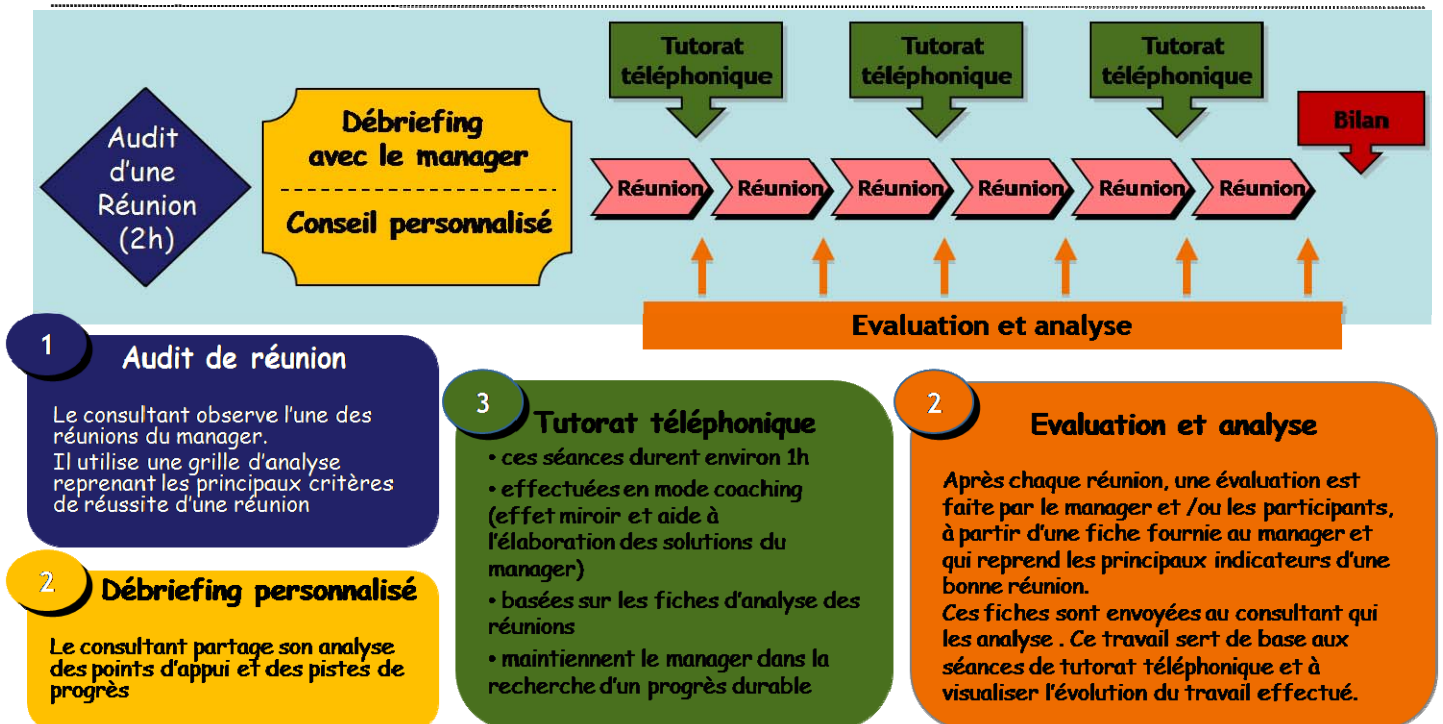 Tutorat
téléphonique
Tutorat
téléphonique
Tutorat
téléphonique
Bilan
Audit
d'une
Réunion
(2h)
Débriefing
avec le manager
Conseil personnalisé
Réunion
Réunion
Réunion
Réunion
Réunion
Réunion
Evaluation et analyse
1
Audit de réunion
Le consultant observe l'une des
réunions du manager.
Il utilise une grille d'analyse
reprenant les principaux critères
de réussite d'une réunion
2
Débriefing personnalisé
Le consultant partage son analyse
des points d'appui et des pistes de
progrès
3
Tutorat téléphonique
• ces séances durent environ 1h
• effectuées en mode coaching
(effet miroir et aide à
l'élaboration des solutions du
manager)
• basées sur les fiches d'analyse des
réunions
• maintiennent le manager dans la
recherche d'un progrès durable
2
Evaluation et analyse
Après chaque réunion, une évaluation est
faite par le manager et /ou les participants,
à partir d'une fiche fournie au manager et
qui reprend les principaux indicateurs d'une
bonne réunion.
Ces fiches sont envoyées au consultant qui
les analyse . Ce travail sert de base aux
séances de tutorat téléphonique et à
visualiser l'évolution du travail effectué.